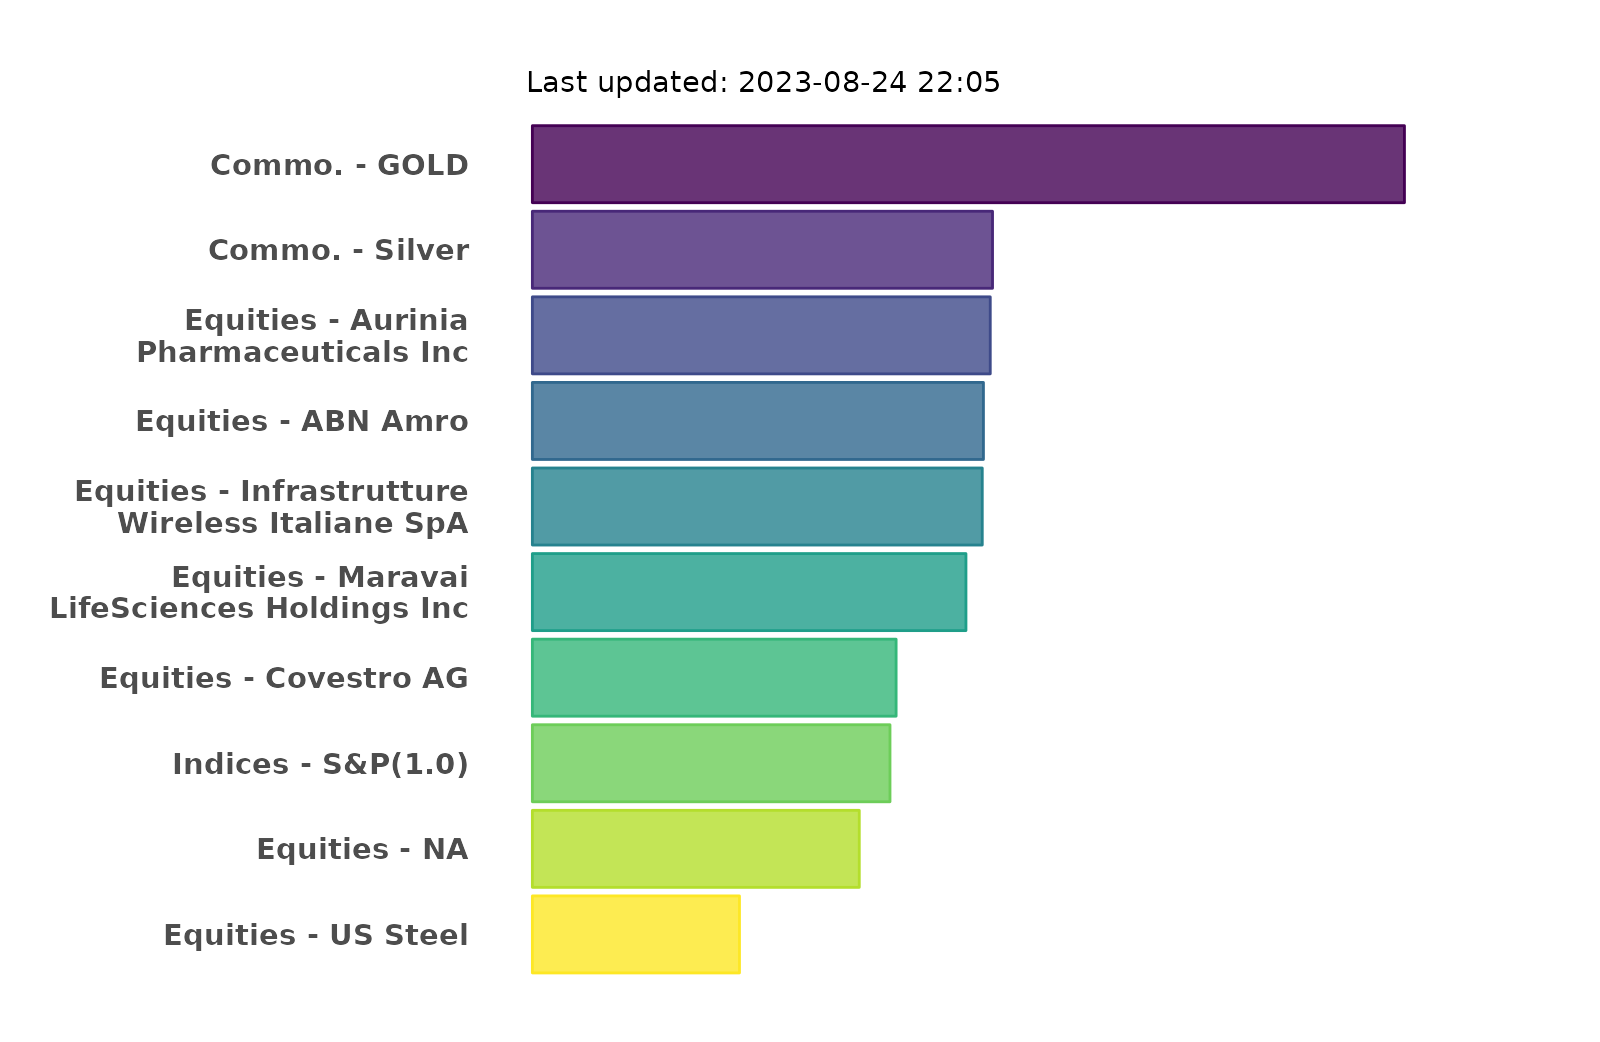 Last updated: 2023-08-24 22:05
Commo. - GOLD
Commo. - Silver
Equities - Aurinia
Pharmaceuticals Inc
Equities - ABN Amro
Equities - Infrastrutture
Wireless Italiane SpA
Equities - Maravai
LifeSciences Holdings Inc
Equities - Covestro AG
Indices - S&P(1.0)
Equities - NA
Equities - US Steel